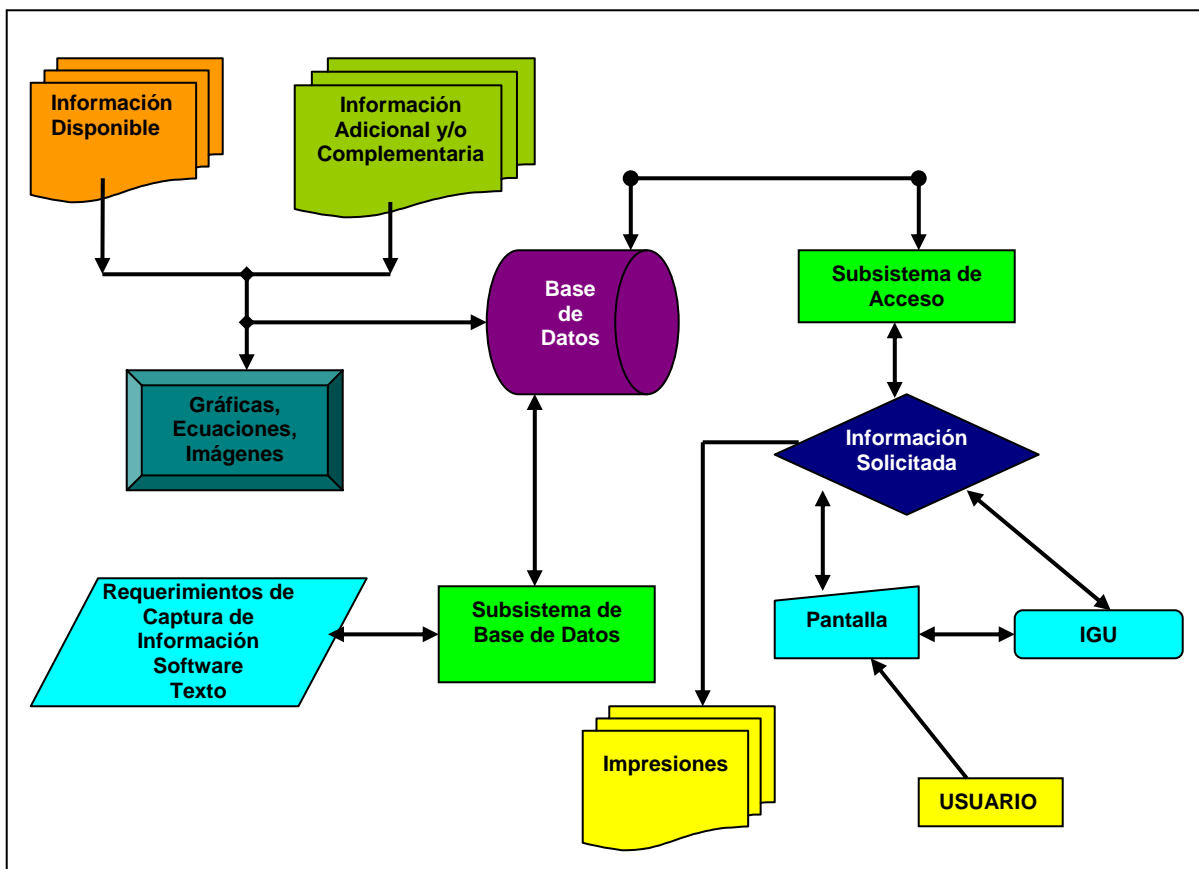 Información
Disponible
Información
Adicional y/o
Complementaria
Base
de
Datos
Subsistema de
Acceso
Gráficas,
Ecuaciones,
Imágenes
Información
Solicitada
Requerimientos de
Captura de
Información
Software
Texto
Subsistema de
Base de Datos
Pantalla
IGU
Impresiones
USUARIO